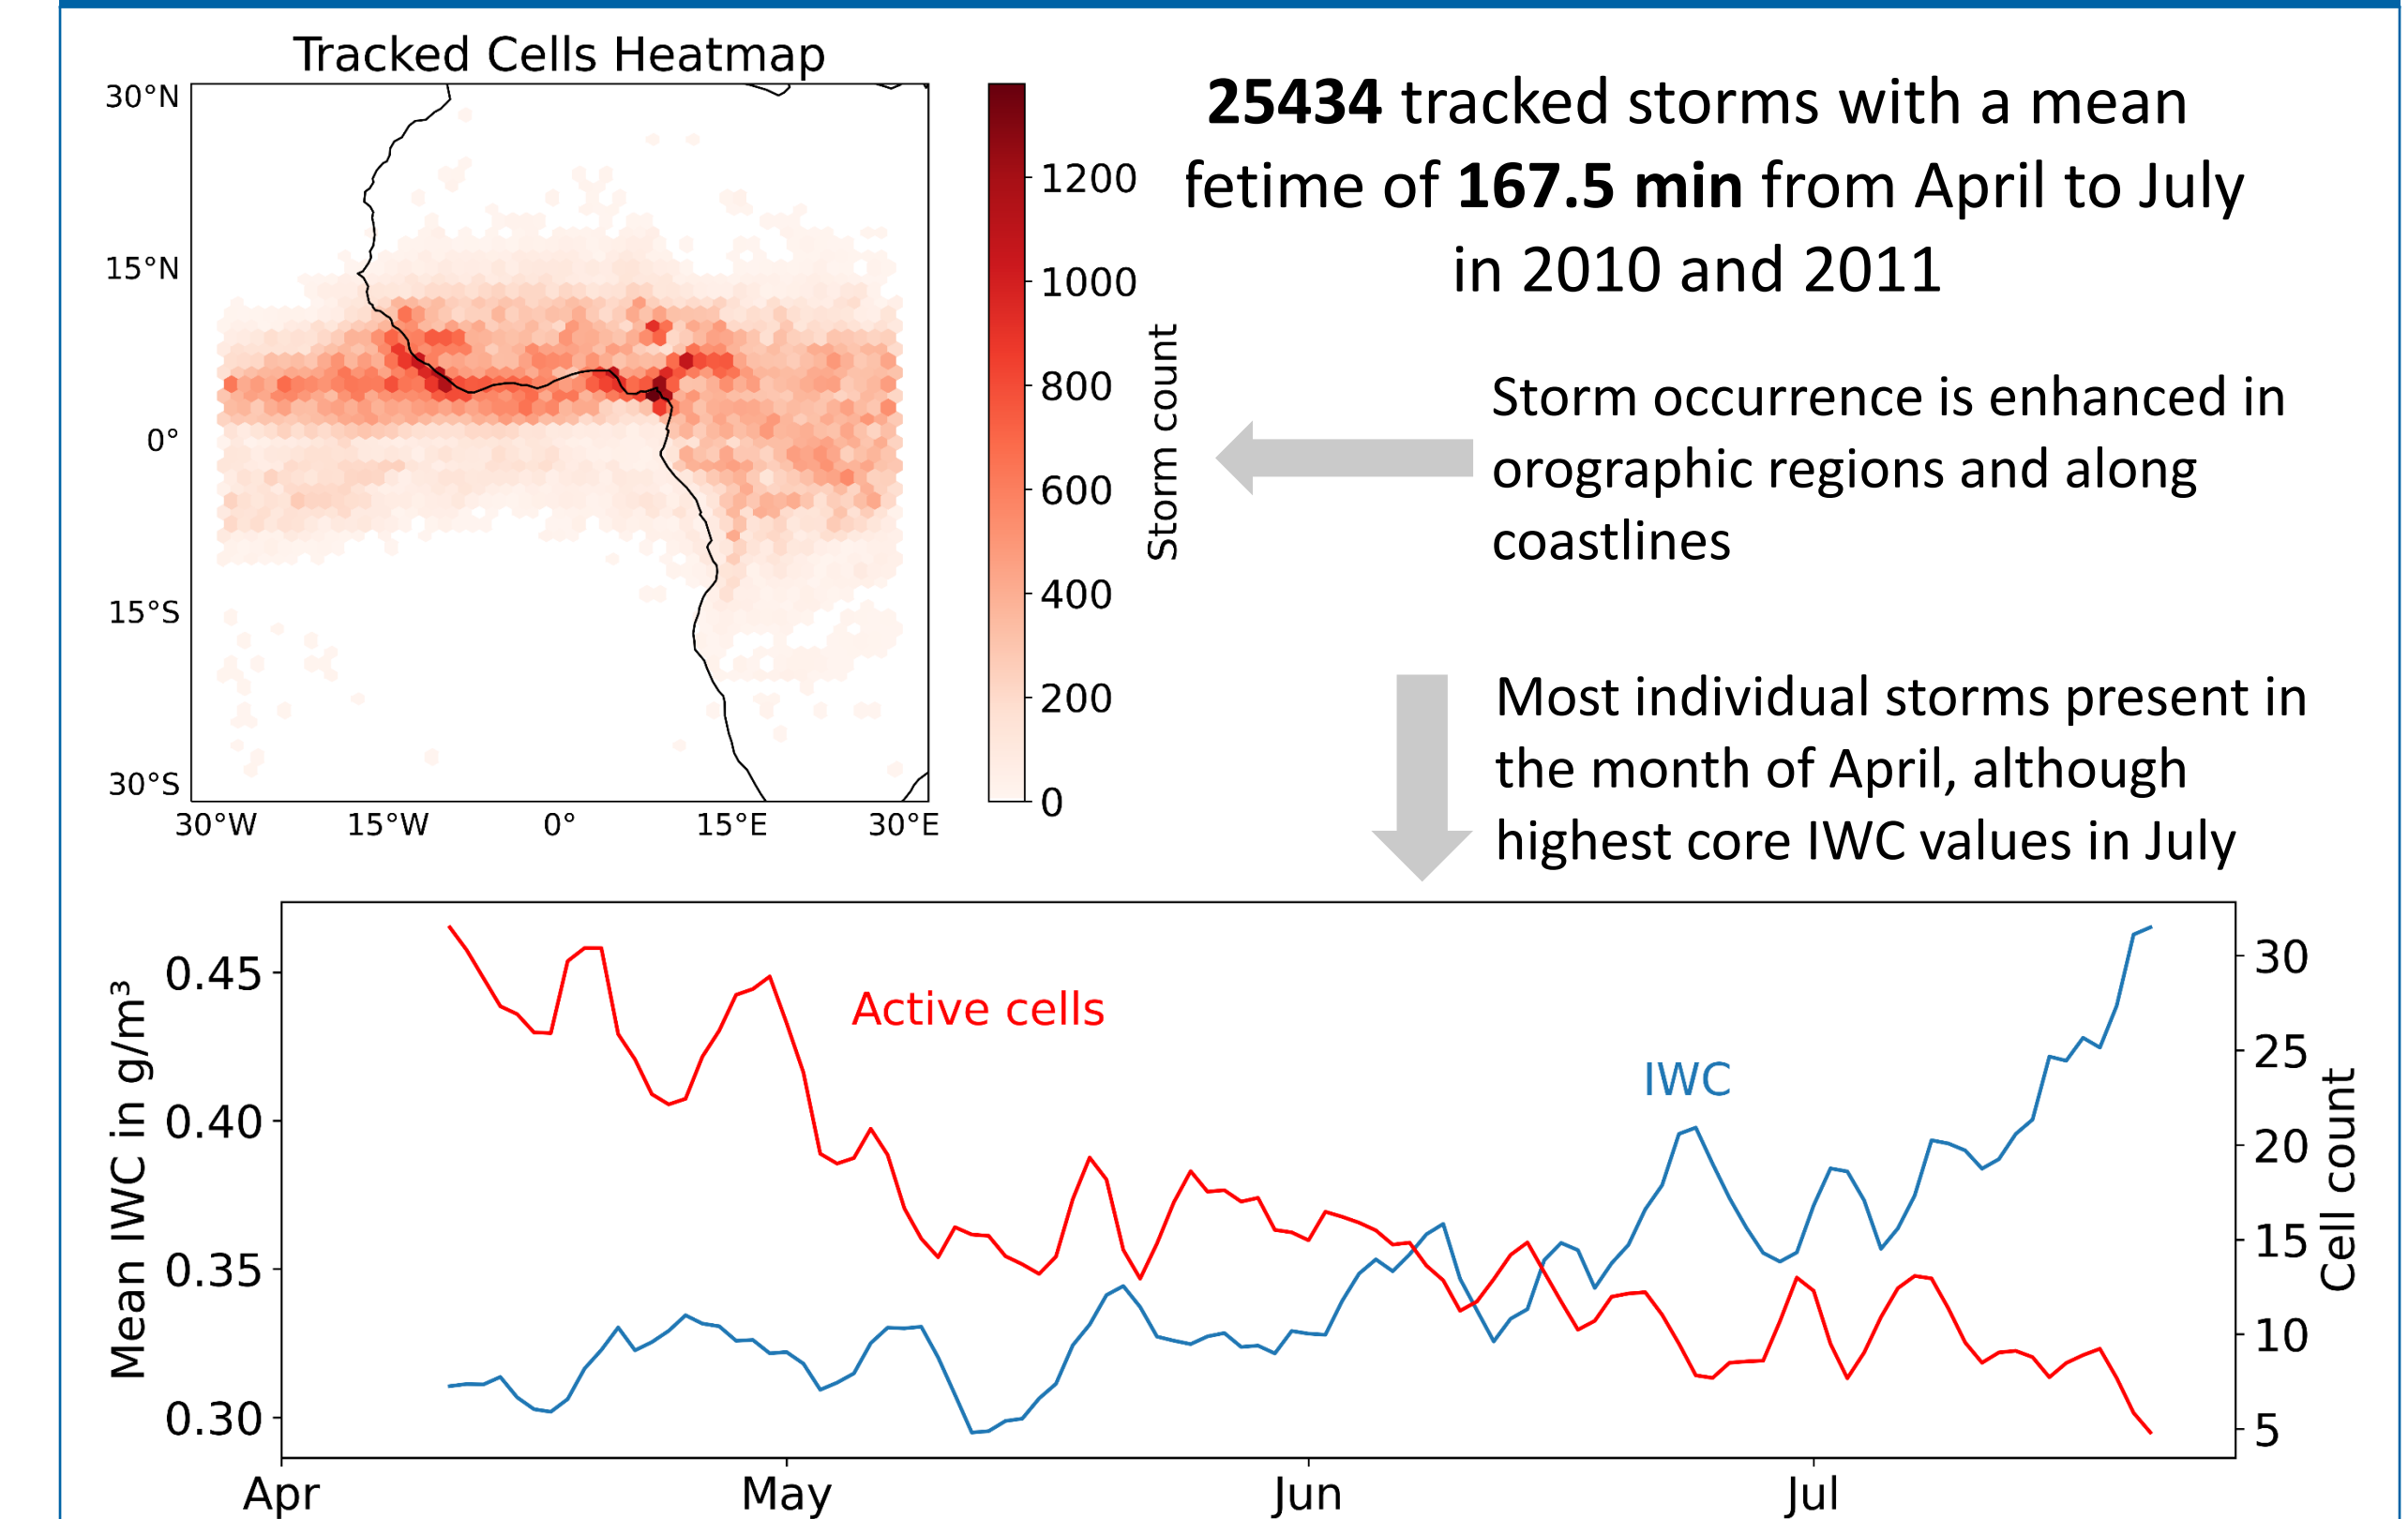 Tracked Cells Heatmap
30°N
15°N
0°
15°S
30°S
30°W 15°W 0° 15°E 30°E
1200
1000
800
600
400
200
0
Storm count
25434 tracked storms with a mean
fetime of 167.5 min from April to July
in 2010 and 2011
Storm occurrence is enhanced in
orographic regions and along
coastlines
Most individual storms present in
the month of April, although
highest core IWC values in July
Mean IWC in g/m³
0.45
0.40
0.35
0.30
Active cells
IWC
30
25
20
15
10
5
Cell count
Apr May Jun Jul